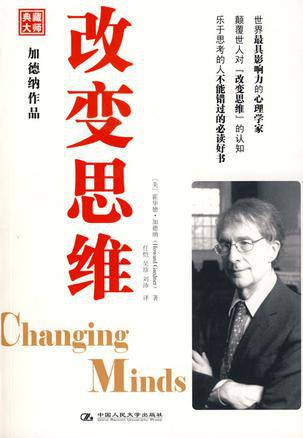 典藏
大师
加德纳作品
改变思维
世界最具影响力的心理学家
颠覆世人对“改变思维”的认知
乐于思考的人不能错过的必读好书
[美] 霍华德·加德纳 (Howard Gardner) 著
任恺 吴珍 刘沛 译
Changing
Minds
中国人民大学出版社